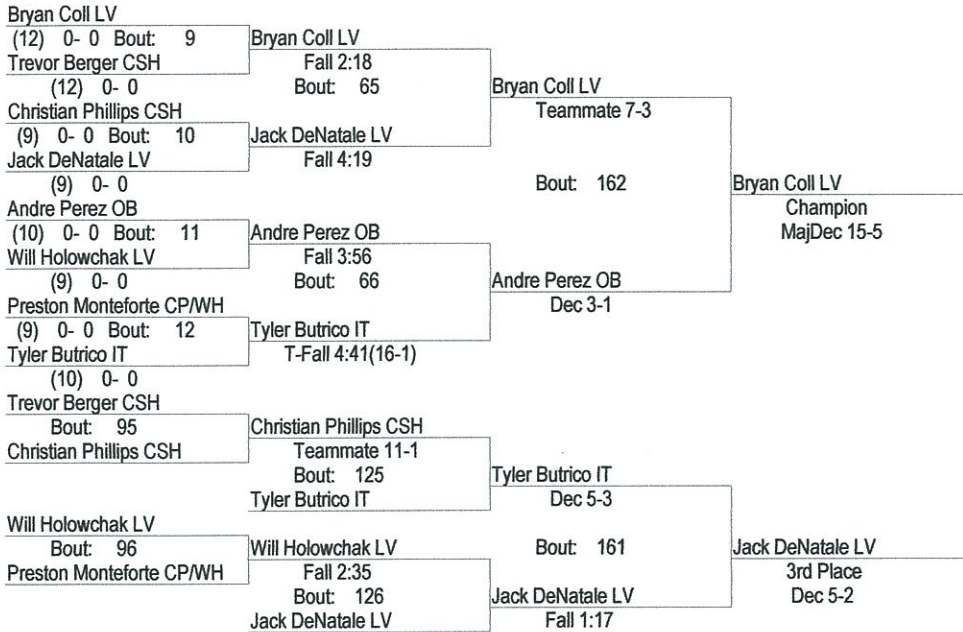 Bryan Coll LV
(12) 0- 0 Bout: 9
Bryan Coll LV
Trevor Berger CSH
Fall 2:18
(12) 0- 0
Bout: 65
Bryan Coll LV
Christian Phillips CSH
Teammate 7-3
(9) 0- 0 Bout: 10
Jack DeNatale LV
Jack DeNatale LV
Fall 4:19
(9) 0- 0
Bout: 162
Bryan Coll LV
Andre Perez OB
Champion
(10) 0- 0 Bout: 11
Andre Perez OB
MajDec 15-5
Will Holowchak LV
Fall 3:56
(9) 0- 0
Bout: 66
Andre Perez OB
Preston Monteforte CP/WH
Dec 3-1
(9) 0- 0 Bout: 12
Tyler Butrico IT
Tyler Butrico IT
T-Fall 4:41(16-1)
(10) 0- 0
Trevor Berger CSH
Bout: 95
Christian Phillips CSH
Christian Phillips CSH
Teammate 11-1
Bout: 125
Tyler Butrico IT
Tyler Butrico IT
Dec 5-3
Will Holowchak LV
Bout: 96
Will Holowchak LV
Bout: 161
Jack DeNatale LV
Preston Monteforte CP/WH
Fall 2:35
3rd Place
Bout: 126
Jack DeNatale LV
Dec 5-2
Jack DeNatale LV
Fall 1:17